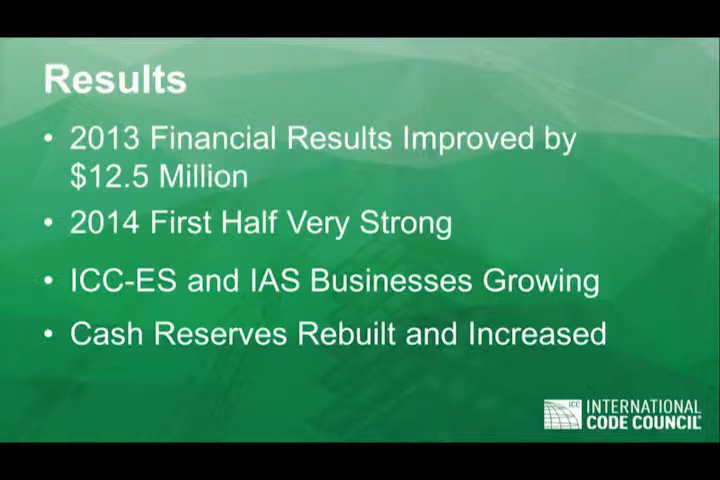 Results
• 2013 Financial Results Improved by
$12.5 Million
• 2014 First Half Very Strong
• ICC-ES and IAS Businesses Growing
• Cash Reserves Rebuilt and Increased
ICC
INTERNATIONAL
CODE COUNCIL